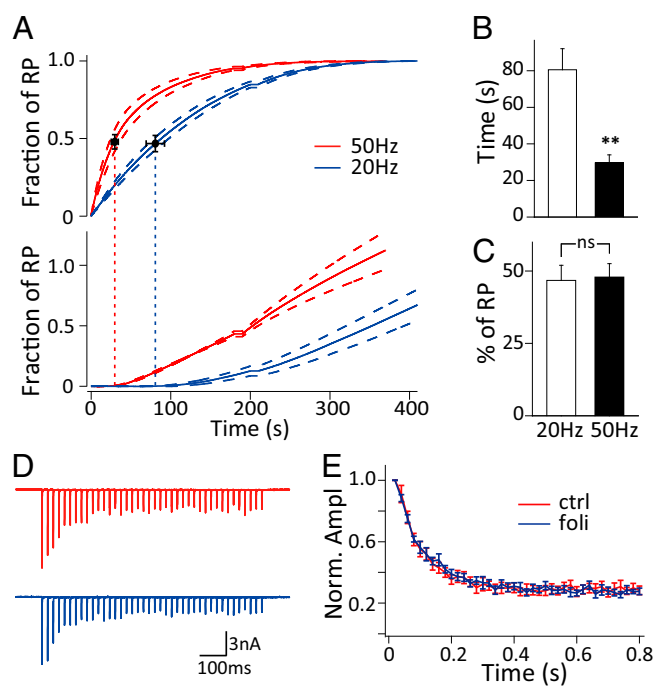 A
Fraction of RP
1.0
0.5
0
50Hz
20Hz
Fraction of RP
1.0
0.5
0
0 100 200 300 400
Time (s)
B
Time (s)
80
60
40
20
0
**
C
% of RP
50
0
ns
20Hz 50Hz
D
3nA
100ms
E
Norm. Ampl
1.0
0.6
0.2
ctrl
foli
0 0.2 0.4 0.6 0.8
Time (s)